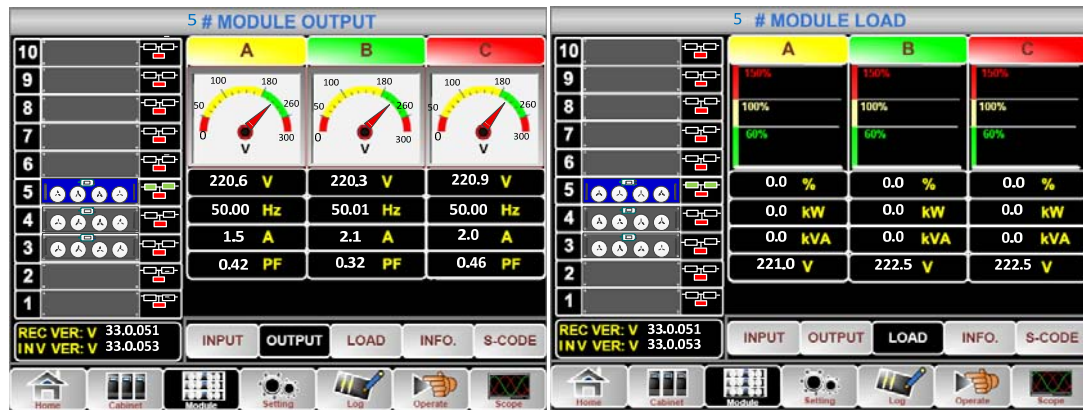 5 # MODULE OUTPUT
10
9
8
7
6
5
4
3
2
1
A B C
100 180
50 260
0 300
V
100 180
50 260
0 300
V
100 180
50 260
0 300
V
220.6 V 220.3 V 220.9 V
50.00 Hz 50.01 Hz 50.00 Hz
1.5 A 2.1 A 2.0 A
0.42 PF 0.32 PF 0.46 PF
REC VER: V 33.0.051
INV VER: V 33.0.053
INPUT OUTPUT LOAD INFO. S-CODE
Home Cabinet Module Setting Log Operate Scope
5 # MODULE LOAD
10
9
8
7
6
5
4
3
2
1
A B C
150% 150% 150%
100% 100% 100%
60% 60% 60%
0.0 % 0.0 % 0.0 %
0.0 kW 0.0 kW 0.0 kW
0.0 kVA 0.0 kVA 0.0 kVA
221.0 V 222.5 V 222.5 V
REC VER: V 33.0.051
INV VER: V 33.0.053
INPUT OUTPUT LOAD INFO. S-CODE
Home Cabinet Module Setting Log Operate Scope